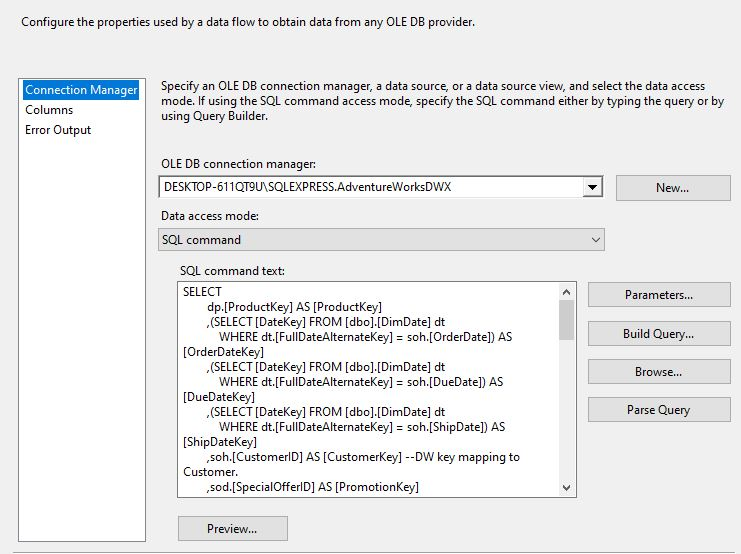 Configure the properties used by a data flow to obtain data from any OLE DB provider.
Connection Manager
Columns
Error Output
Specify an OLE DB connection manager, a data source, or a data source view, and select the data access
mode. If using the SQL command access mode, specify the SQL command either by typing the query or by
using Query Builder.
OLE DB connection manager:
DESKTOP-611QT9U\SQLEXPRESS.AdventureWorksDWX
New...
Data access mode:
SQL command
SQL command text:
SELECT
dp.[ProductKey] AS [ProductKey]
,(SELECT [DateKey] FROM [dbo].[DimDate] dt
WHERE dt.[FullDateAlternateKey] = soh.[OrderDate]) AS
[OrderDateKey]
,(SELECT [DateKey] FROM [dbo].[DimDate] dt
WHERE dt.[FullDateAlternateKey] = soh.[DueDate]) AS
[DueDateKey]
,(SELECT [DateKey] FROM [dbo].[DimDate] dt
WHERE dt.[FullDateAlternateKey] = soh.[ShipDate]) AS
[ShipDateKey]
,soh.[CustomerID] AS [CustomerKey] --DW key mapping to
Customer.
,sod.[SpecialOfferID] AS [PromotionKey]
Parameters...
Build Query...
Browse...
Parse Query
Preview...